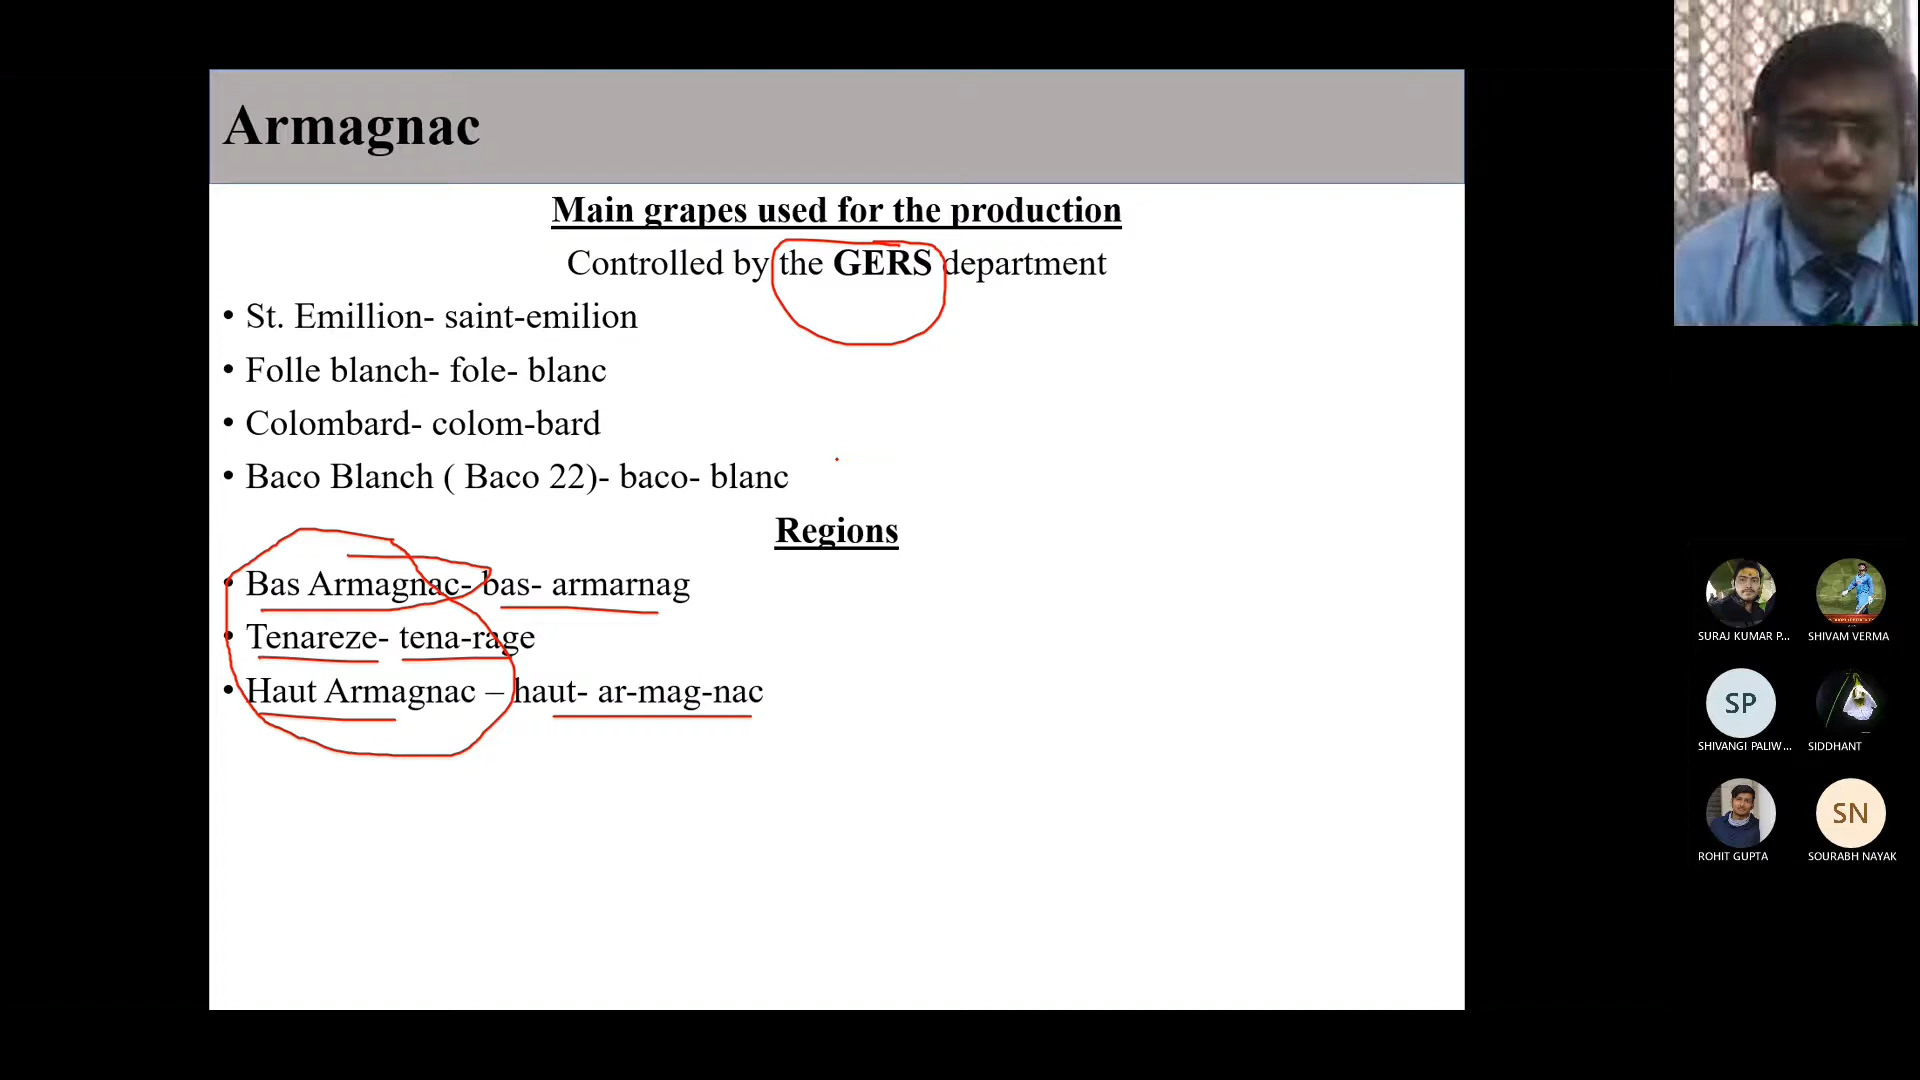 Armagnac
Main grapes used for the production
Controlled by the GERS department
• St. Emillion- saint-emilion
• Folle blanch- fole- blanc
• Colombard- colom-bard
• Baco Blanch ( Baco 22)- baco- blanc
Regions
• Bas Armagnac- bas- armarnag
• Tenareze- tena-rage
• Haut Armagnac – haut- ar-mag-nac
SURAJ KUMAR P...
SHIVAM VERMA
SP
SHIVANGI PALIW...
SIDDHANT
ROHIT GUPTA
SN
SOURABH NAYAK